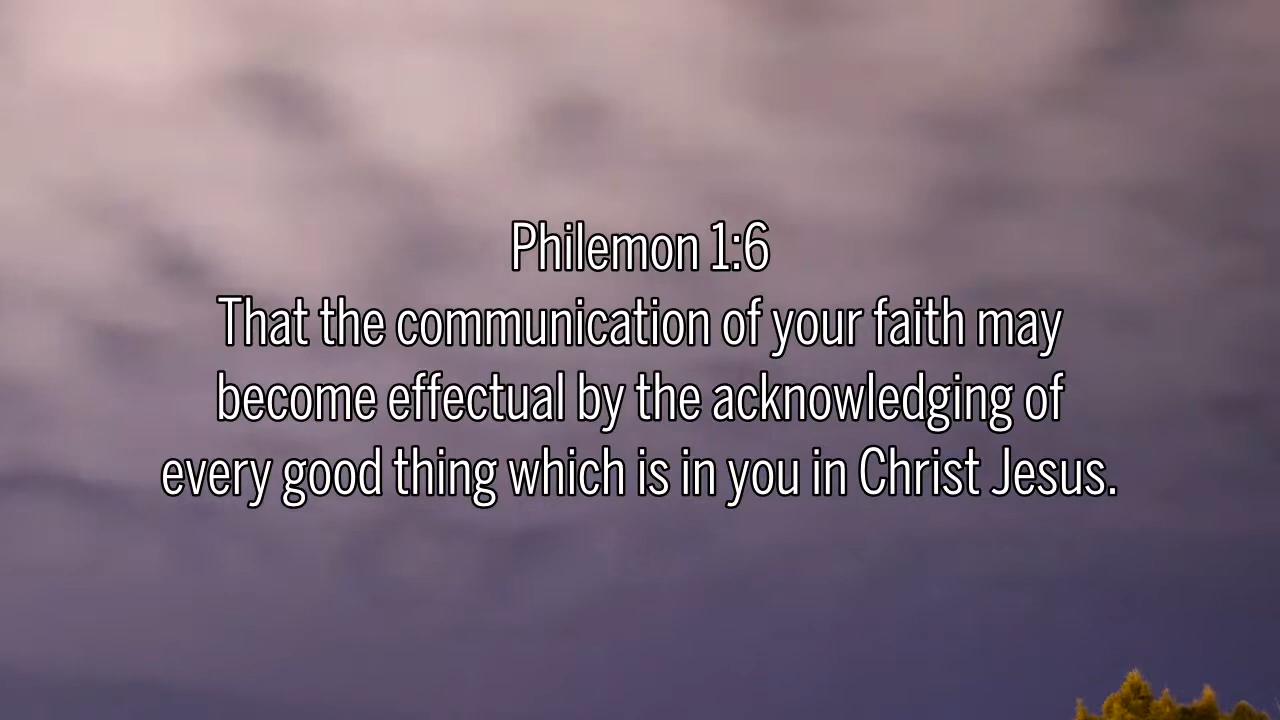 Philemon 1:6
That the communication of your faith may
become effectual by the acknowledging of
every good thing which is in you in Christ Jesus.